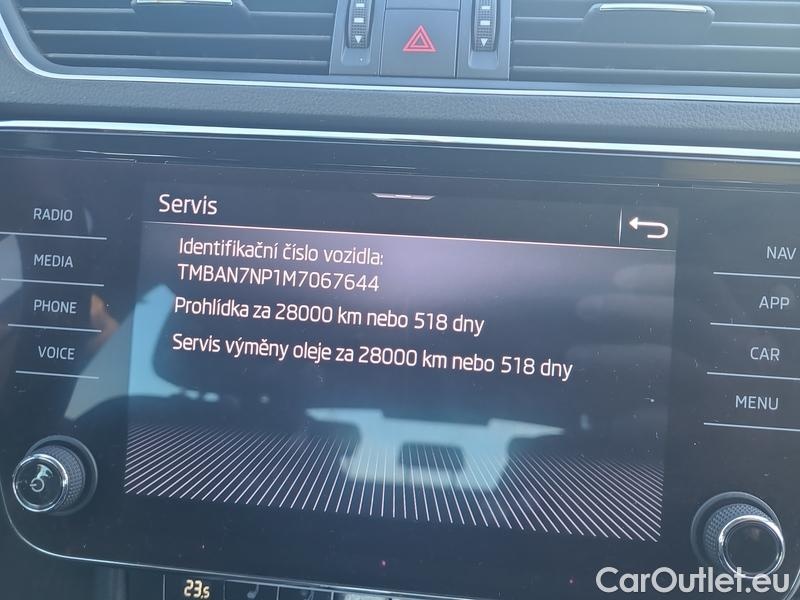 Servis
RADIO
MEDIA
PHONE
VOICE
Identifikační číslo vozidla:
TMBAN7NP1M7067644
Prohlídka za 28000 km nebo 518 dny
Servis výměny oleje za 28000 km nebo 518 dny
NAV
APP
CAR
MENU
23.5
CarOutlet.eu